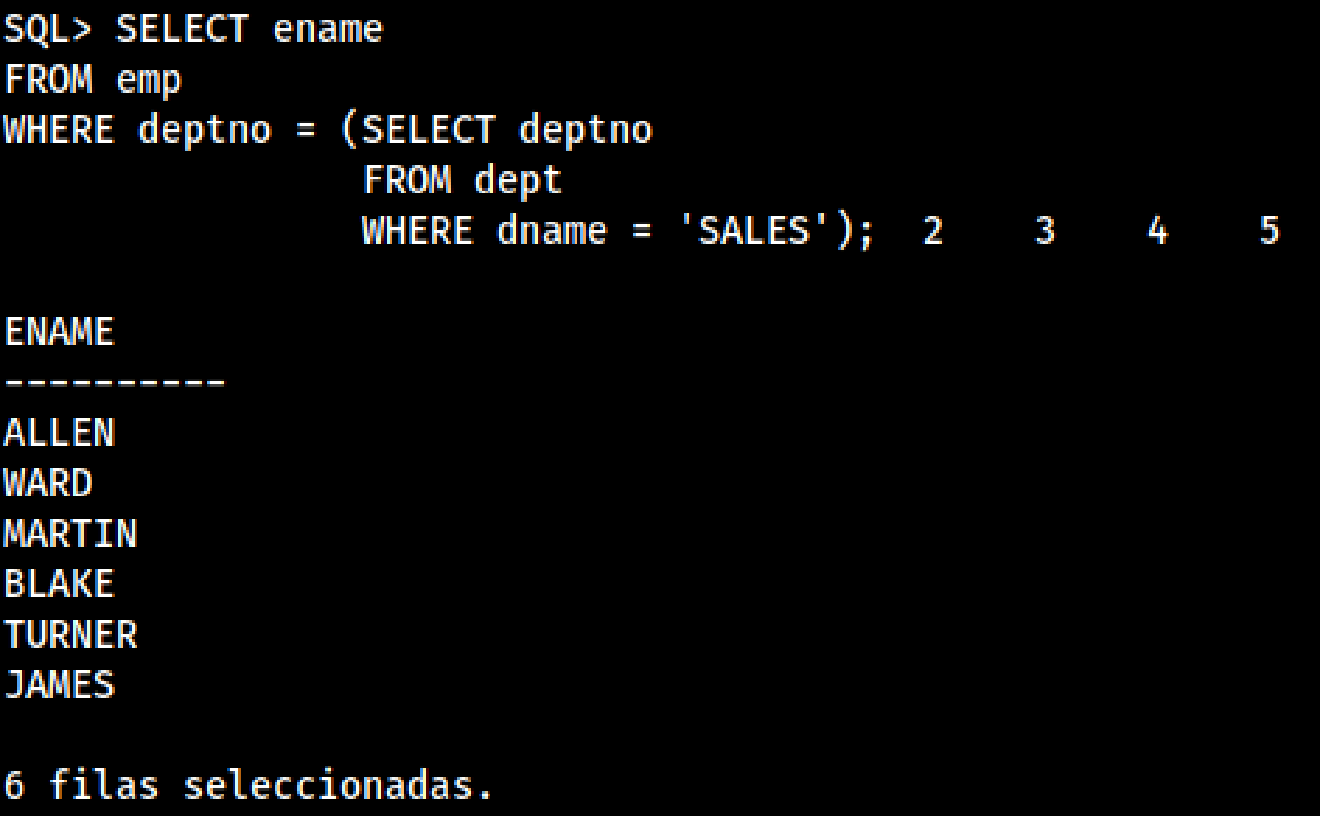 SQL> SELECT ename
FROM emp
WHERE deptno = (SELECT deptno
                FROM dept
                WHERE dname = 'SALES');  2    3    4    5

ENAME
----------
ALLEN
WARD
MARTIN
BLAKE
TURNER
JAMES

6 filas seleccionadas.